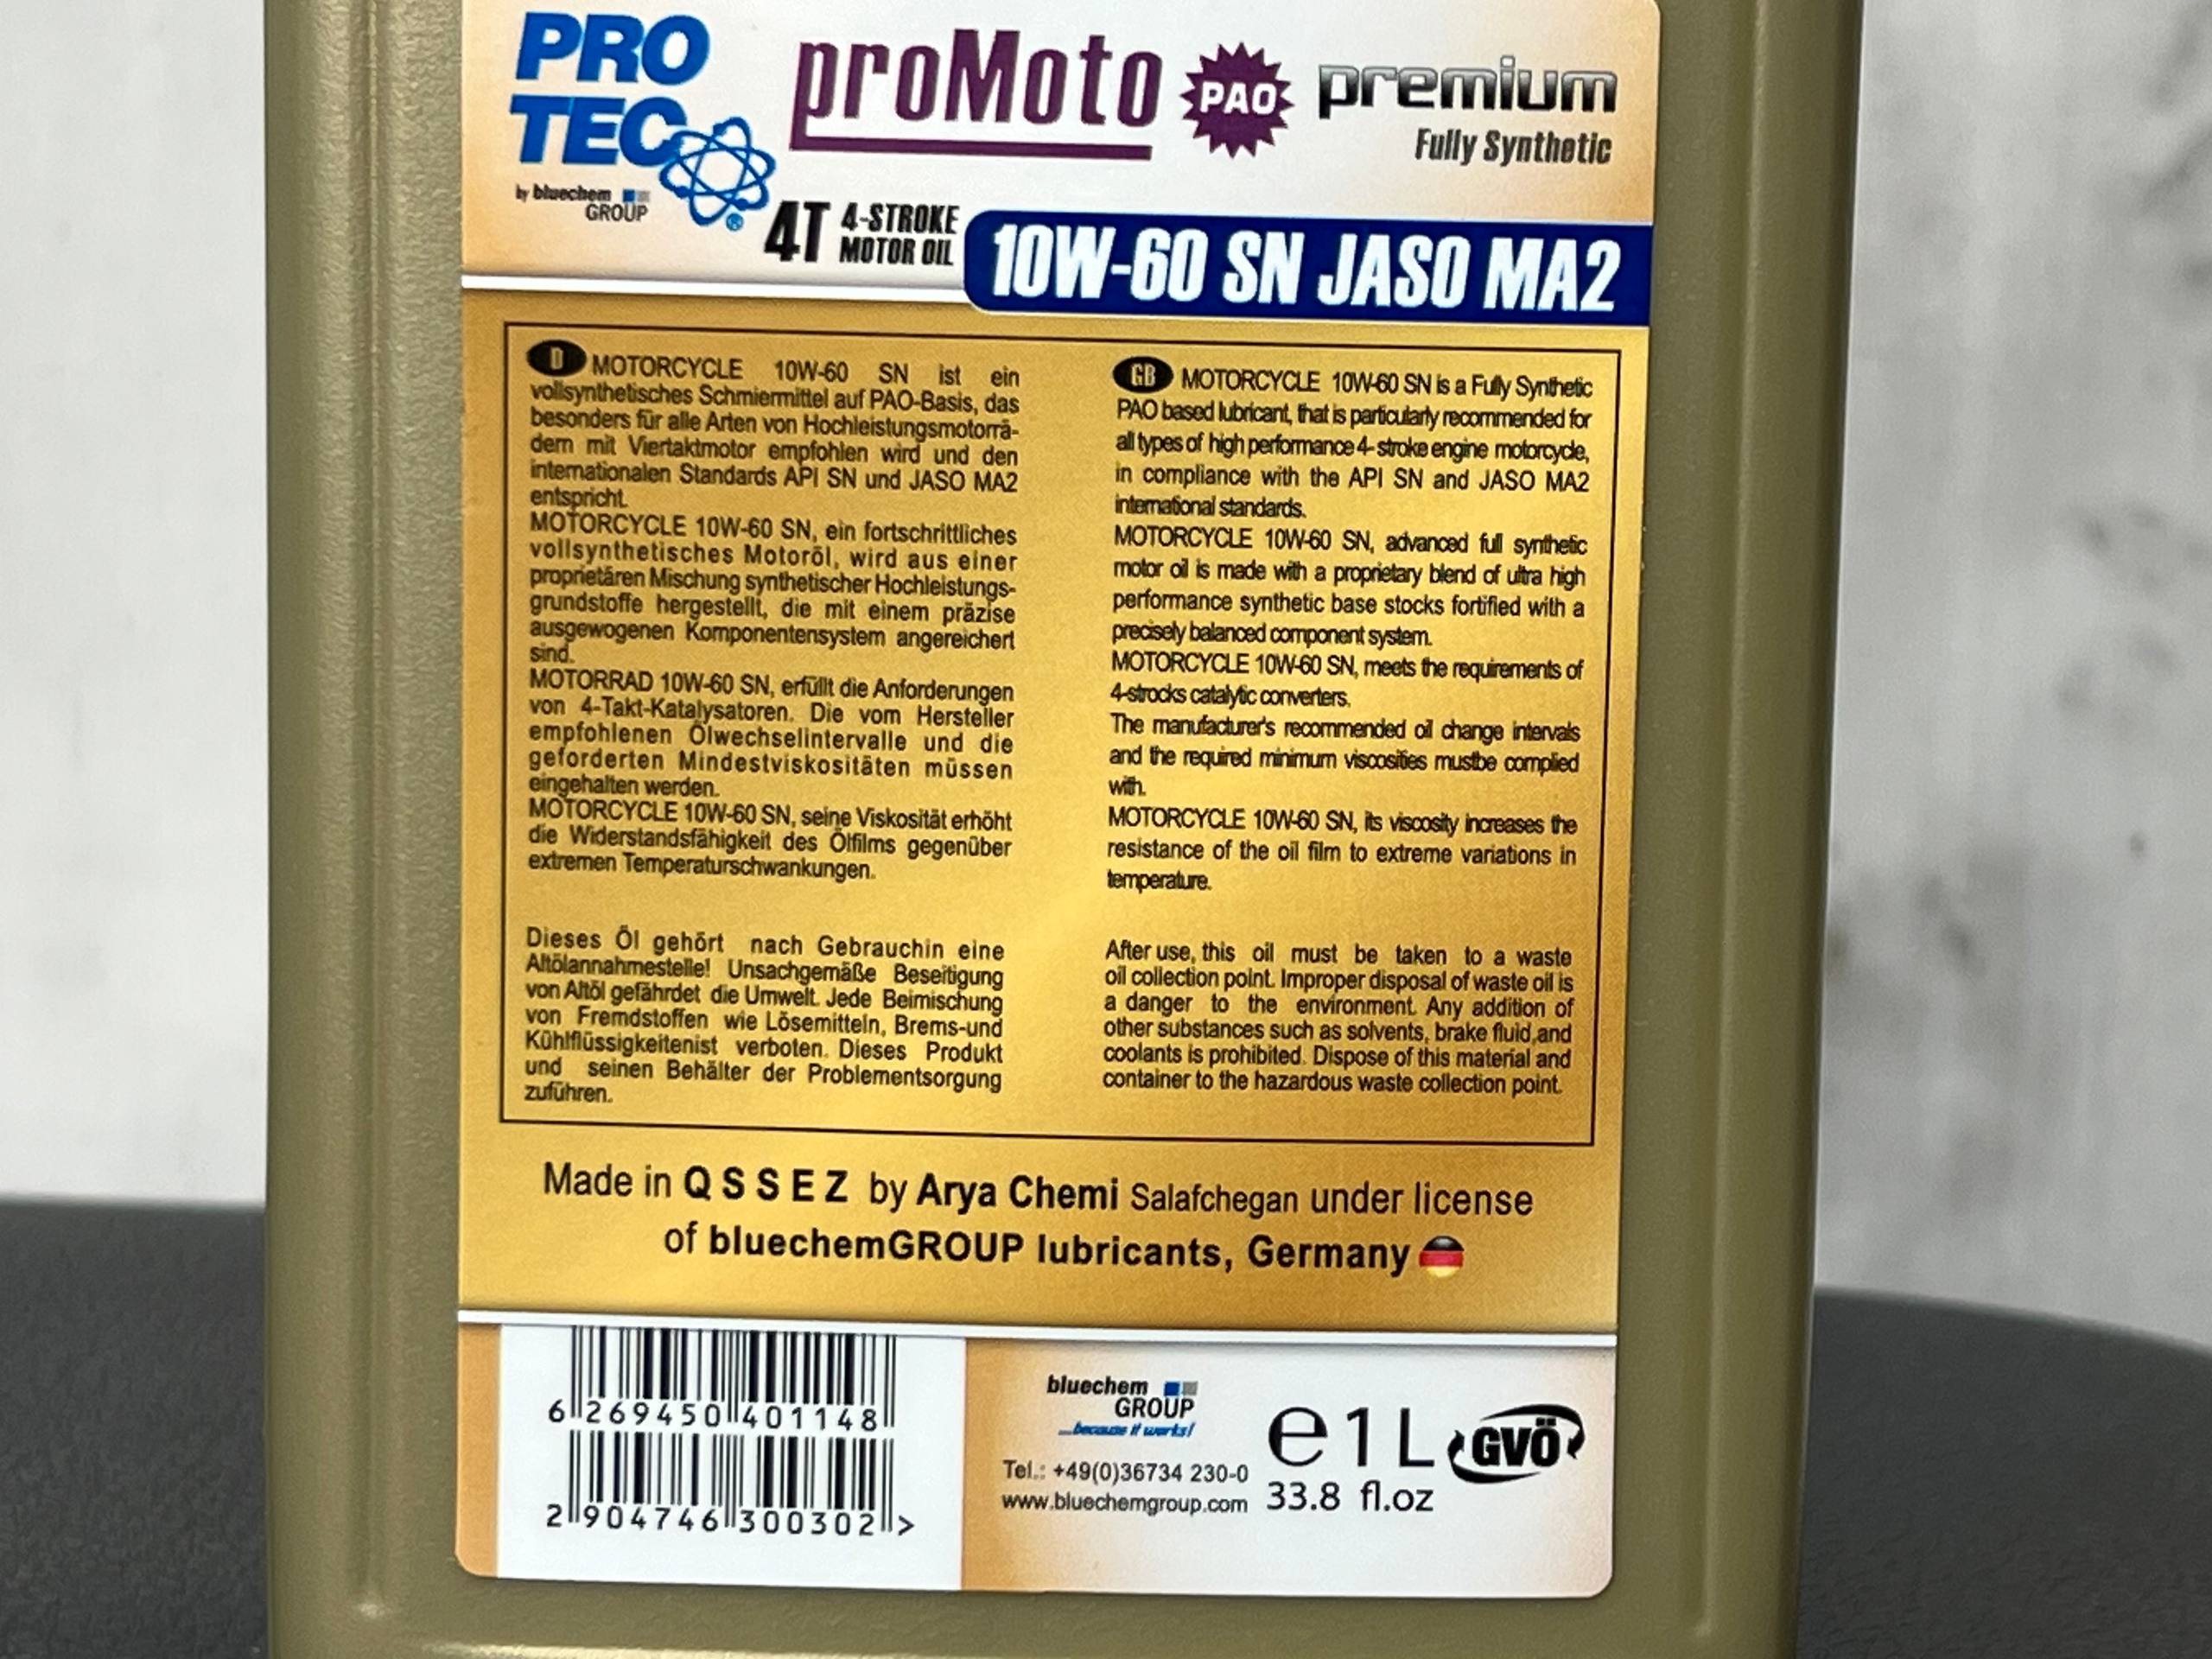 PRO
TEC
by bluechem
GROUP
proMoto
PAO
premium
Fully Synthetic
4T 4-STROKE
MOTOR OIL
10W-60 SN JASO MA2
D MOTORCYCLE 10W-60 SN ist ein
vollsynthetisches Schmiermittel auf PAO-Basis, das
besonders für alle Arten von Hochleistungsmotorrä-
dern mit Viertaktmotor empfohlen wird und den
internationalen Standards API SN und JASO MA2
entspricht.
MOTORCYCLE 10W-60 SN, ein fortschrittliches
vollsynthetisches Motoröl, wird aus einer
proprietären Mischung synthetischer Hochleistungs-
grundstoffe hergestellt, die mit einem präzise
ausgewogenen Komponentensystem angereichert
sind.
MOTORRAD 10W-60 SN, erfüllt die Anforderungen
von 4-Takt-Katalysatoren. Die vom Hersteller
empfohlenen Ölwechselintervalle und die
geforderten Mindestviskositäten müssen
eingehalten werden.
MOTORCYCLE 10W-60 SN, seine Viskosität erhöht
die Widerstandsfähigkeit des Ölfilms gegenüber
extremen Temperaturschwankungen.
Dieses Öl gehört nach Gebrauchin eine
Altölannahmestelle! Unsachgemäße Beseitigung
von Altöl gefährdet die Umwelt. Jede Beimischung
von Fremdstoffen wie Lösemitteln, Brems-und
Kühlflüssigkeitenist verboten. Dieses Produkt
und seinen Behälter der Problementsorgung
zuführen.
GB MOTORCYCLE 10W-60 SN is a Fully Synthetic
PAO based lubricant, that is particularly recommended for
all types of high performance 4- stroke engine motorcycle,
in compliance with the API SN and JASO MA2
international standards.
MOTORCYCLE 10W-60 SN, advanced full synthetic
motor oil is made with a proprietary blend of ultra high
performance synthetic base stocks fortified with a
precisely balanced component system.
MOTORCYCLE 10W-60 SN, meets the requirements of
4-strocks catalytic converters.
The manufacturer's recommended oil change intervals
and the required minimum viscosities mustbe complied
with.
MOTORCYCLE 10W-60 SN, its viscosity increases the
resistance of the oil film to extreme variations in
temperature.
After use, this oil must be taken to a waste
oil collection point. Improper disposal of waste oil is
a danger to the environment. Any addition of
other substances such as solvents, brake fluid,and
coolants is prohibited. Dispose of this material and
container to the hazardous waste collection point.
Made in QSSEZ by Arya Chemi Salafchegan under license
of bluechemGROUP lubricants, Germany
6 269450 401148
2 904746 300302 >
bluechem
GROUP
...because it works!
Tel.: +49(0)36734 230-0
www.bluechemgroup.com
e 1 L
33.8 fl.oz
GVÖ